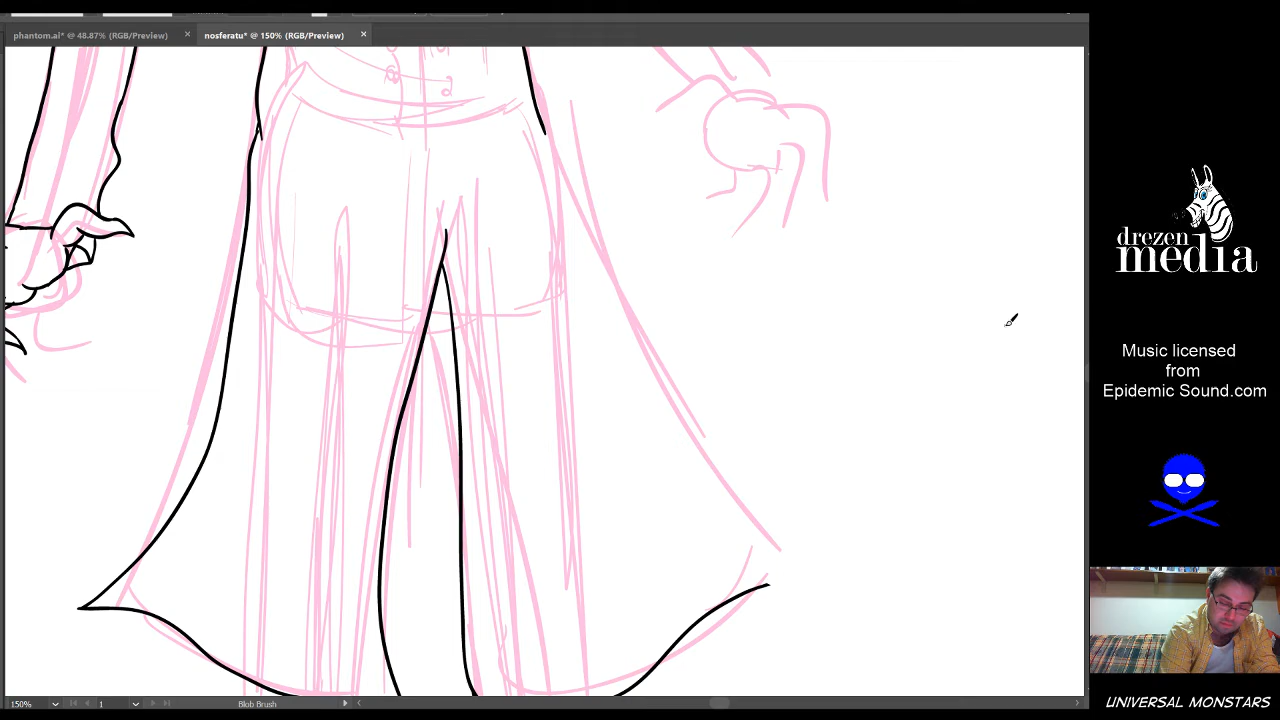 phantom.ai* @ 48.87% (RGB/Preview)
nosferatu* @ 150% (RGB/Preview)
drezen
media
Music licensed
from
Epidemic Sound.com
150%
1
Blob Brush
UNIVERSAL MONSTARS